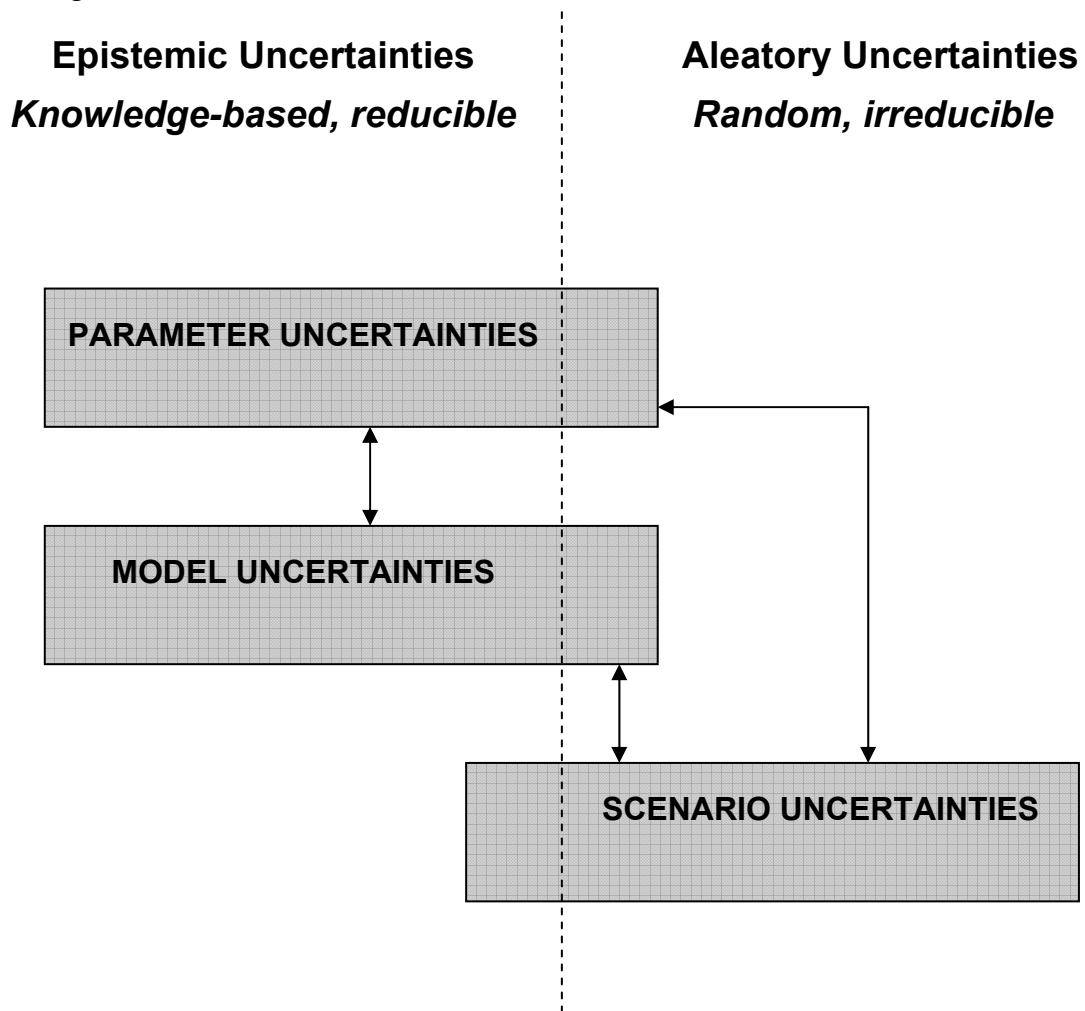 Epistemic Uncertainties
Knowledge-based, reducible
Aleatory Uncertainties
Random, irreducible
PARAMETER UNCERTAINTIES
MODEL UNCERTAINTIES
SCENARIO UNCERTAINTIES